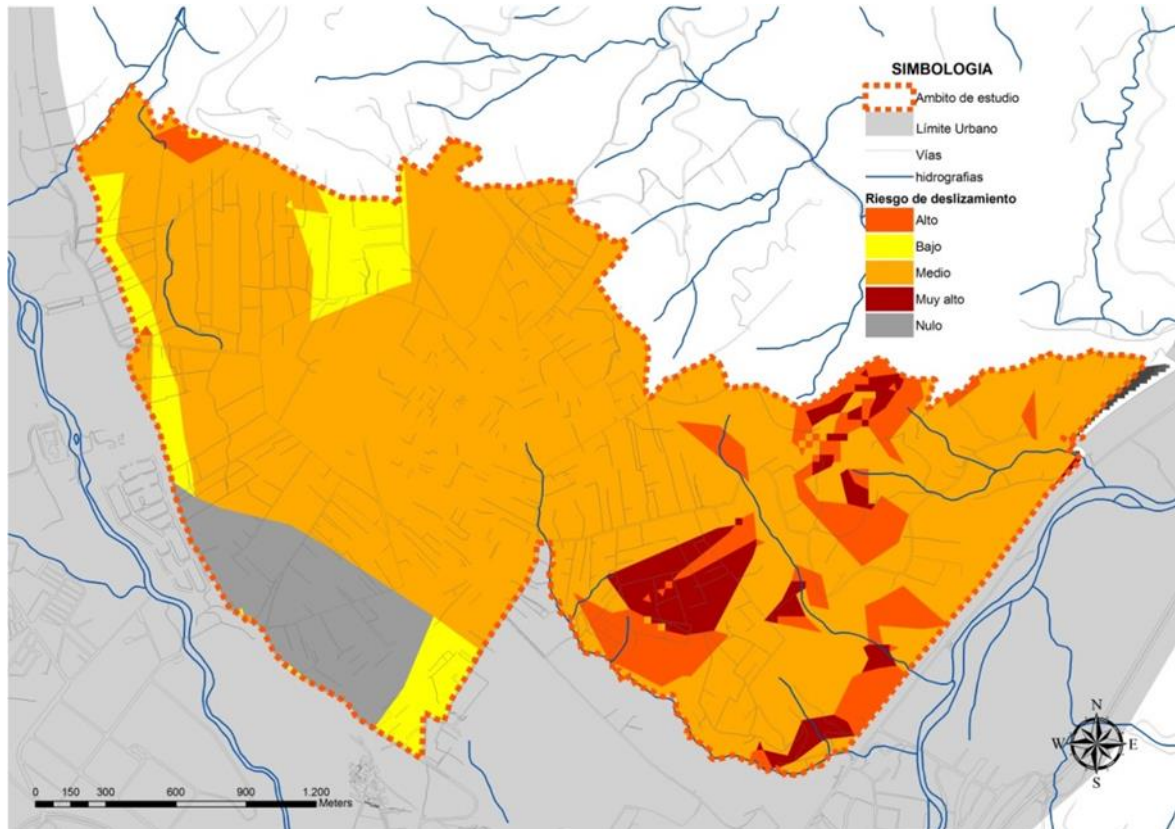 SIMBOLOGIA
Ambito de estudio
Límite Urbano
Vías
hidrografias
Riesgo de deslizamiento
Alto
Bajo
Medio
Muy alto
Nulo
N
W E
S
0 150 300 600 900 1.200
Meters